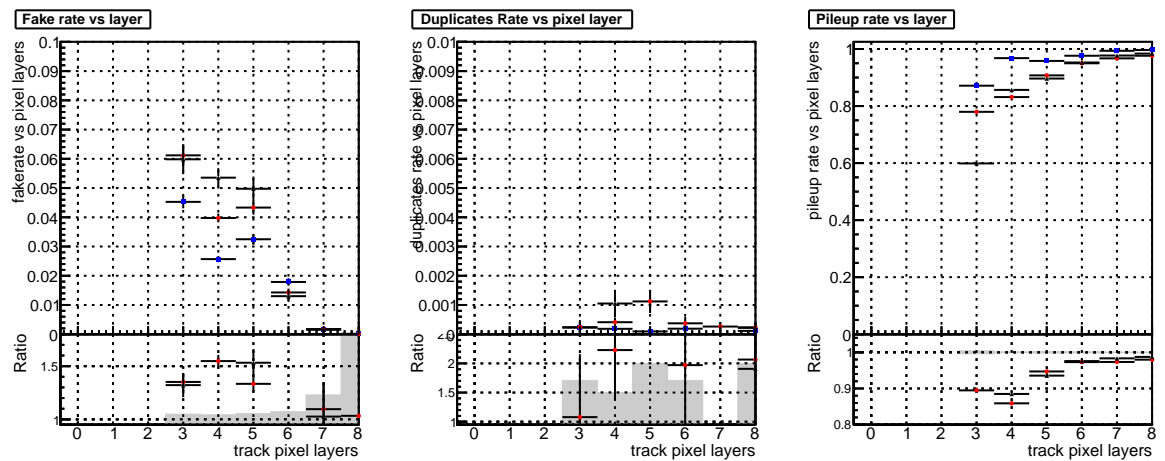 Fake rate vs layer
fakerate vs pixel layers
0.1
0.09
0.08
0.07
0.06
0.05
0.04
0.03
0.02
0.01
0
Ratio
1.5
1
0 1 2 3 4 5 6 7 8
track pixel layers
Duplicates Rate vs pixel layer
duplicates rate vs pixel layers
0.01
0.009
0.008
0.007
0.006
0.005
0.004
0.003
0.002
0.001
0
Ratio
2
1.5
1
0 1 2 3 4 5 6 7 8
track pixel layers
Pileup rate vs layer
pileup rate vs pixel layers
1
0.8
0.6
0.4
0.2
0
Ratio
1
0.9
0.8
0 1 2 3 4 5 6 7 8
track pixel layers